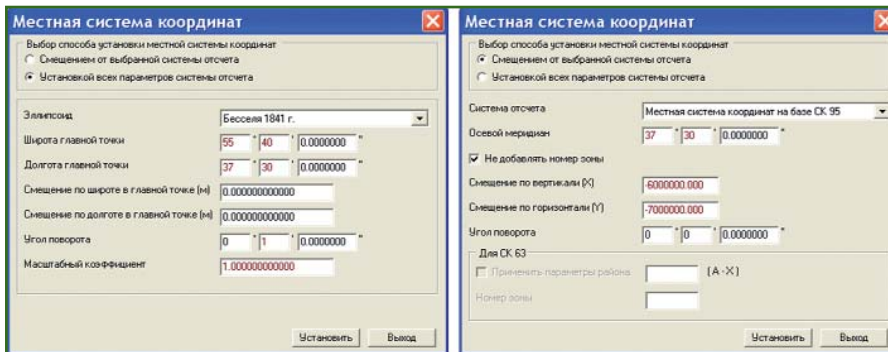 Местная система координат
Выбор способа установки местной системы координат
Смещением от выбранной системы отсчета
Установкой всех параметров системы отсчета
Эллипсоид
Бесселя 1841 г.
Широта главной точки
55 ° 40 ' 0.0000000 "
Долгота главной точки
37 ° 30 ' 0.0000000 "
Смещение по широте в главной точке (м)
0.000000000000
Смещение по долготе в главной точке (м)
0.000000000000
Угол поворота
0 ° 1 ' 0.0000000 "
Масштабный коэффициент
1.000000000000
Установить
Выход
Местная система координат
Выбор способа установки местной системы координат
Смещением от выбранной системы отсчета
Установкой всех параметров системы отсчета
Система отсчета
Местная система координат на базе СК 95
Осевой меридиан
37 ° 30 ' 0.0000000 "
Не добавлять номер зоны
Смещение по вертикали (X)
-6000000.000
Смещение по горизонтали (Y)
-7000000.000
Угол поворота
0 ° 0 ' 0.0000000 "
Для СК 63
Применять параметры района
(A - X)
Номер зоны
Установить
Выход